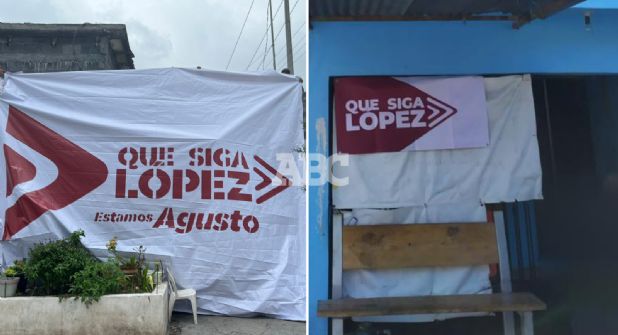 QUE SIGA
LOPEZ
Estamos Agusto
ABC
QUE SIGA
LOPEZ